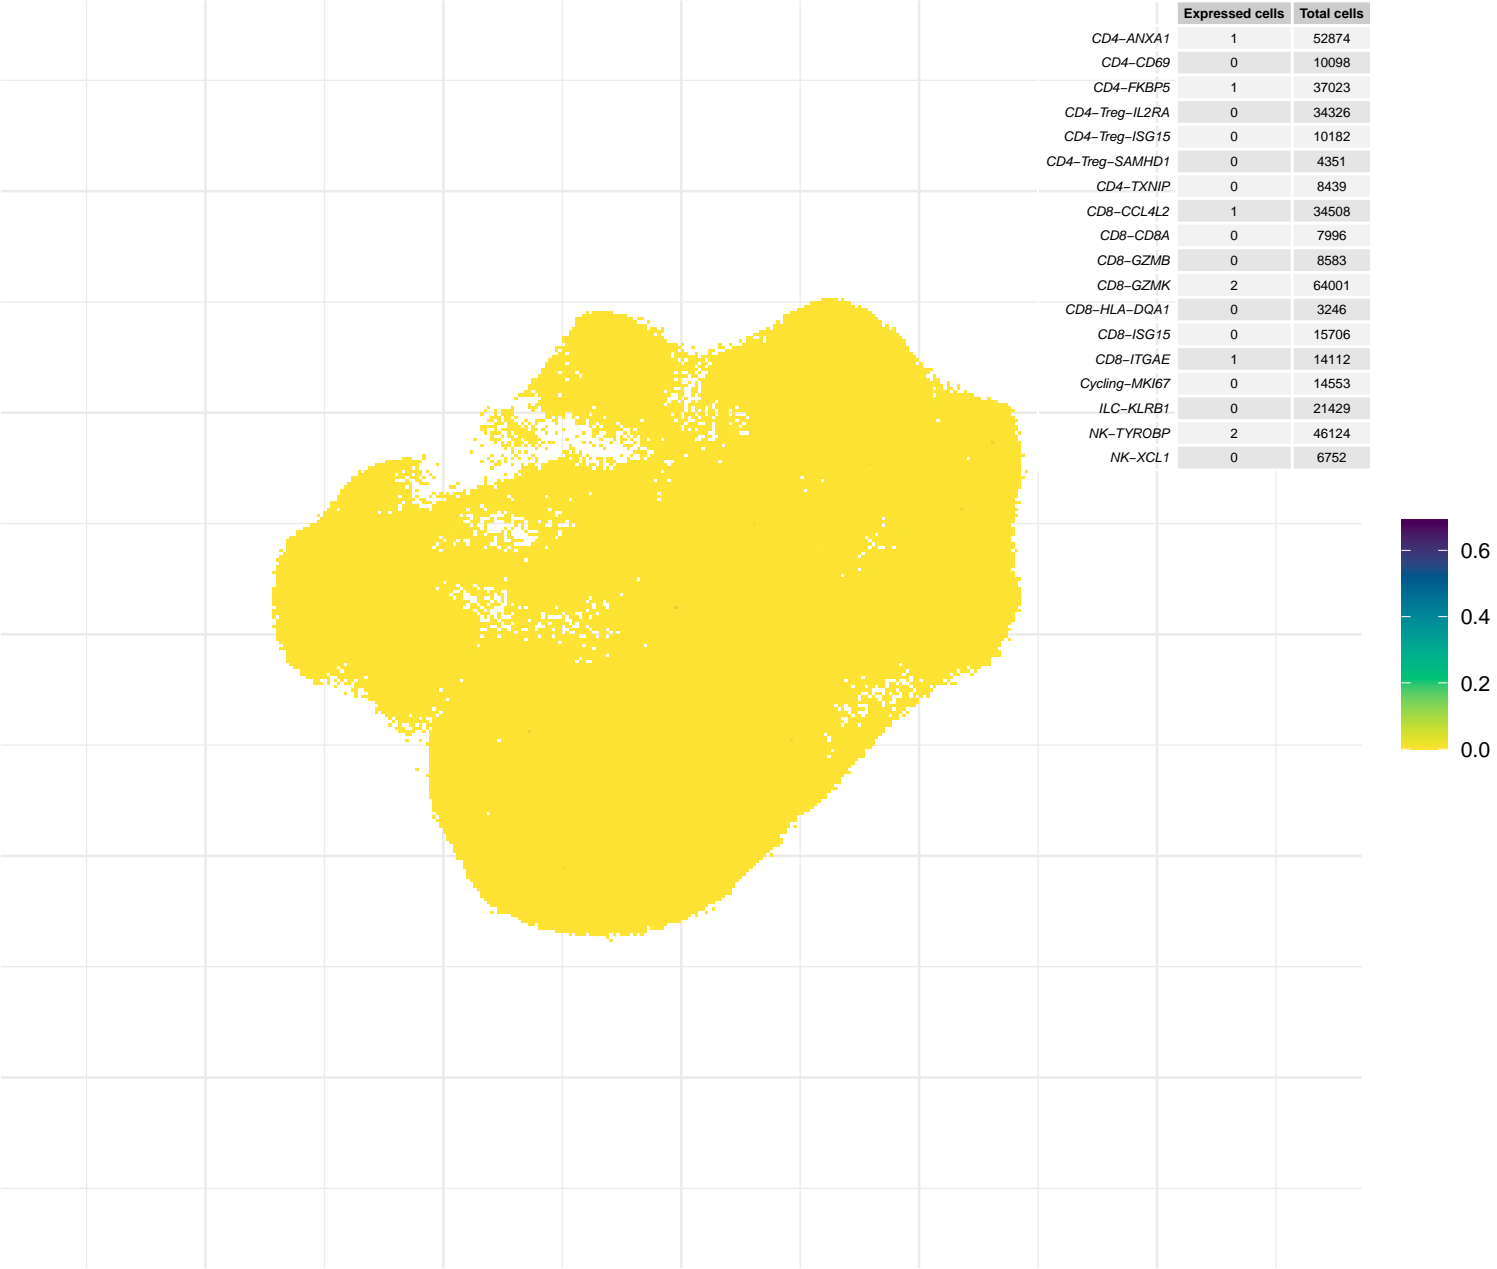 Expressed cells Total cells
CD4−ANXA1 1 52874
CD4−CD69 0 10098
CD4−FKBP5 1 37023
CD4−Treg−IL2RA 0 34326
CD4−Treg−ISG15 0 10182
CD4−Treg−SAMHD1 0 4351
CD4−TXNIP 0 8439
CD8−CCL4L2 1 34508
CD8−CD8A 0 7996
CD8−GZMB 0 8583
CD8−GZMK 2 64001
CD8−HLA−DQA1 0 3246
CD8−ISG15 0 15706
CD8−ITGAE 1 14112
Cycling−MKI67 0 14553
ILC−KLRB1 0 21429
NK−TYROBP 2 46124
NK−XCL1 0 6752
0.6
0.4
0.2
0.0